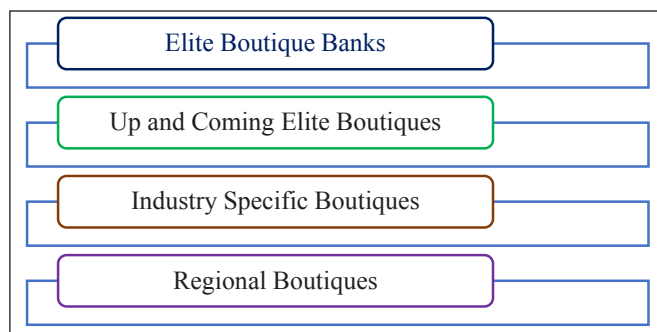 Elite Boutique Banks
Up and Coming Elite Boutiques
Industry Specific Boutiques
Regional Boutiques